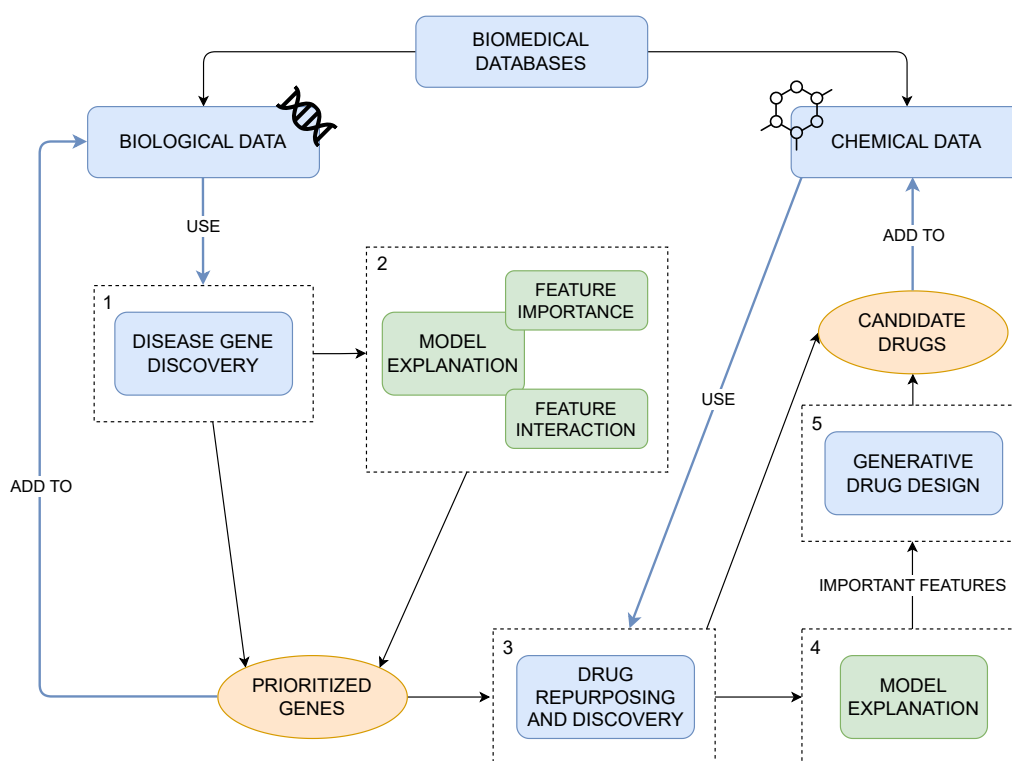 BIOMEDICAL
DATABASES
BIOLOGICAL DATA
CHEMICAL DATA
USE
ADD TO
1
DISEASE GENE
DISCOVERY
2
FEATURE
IMPORTANCE
MODEL
EXPLANATION
FEATURE
INTERACTION
CANDIDATE
DRUGS
USE
5
GENERATIVE
DRUG DESIGN
ADD TO
IMPORTANT FEATURES
PRIORITIZED
GENES
3
DRUG
REPURPOSING
AND DISCOVERY
4
MODEL
EXPLANATION